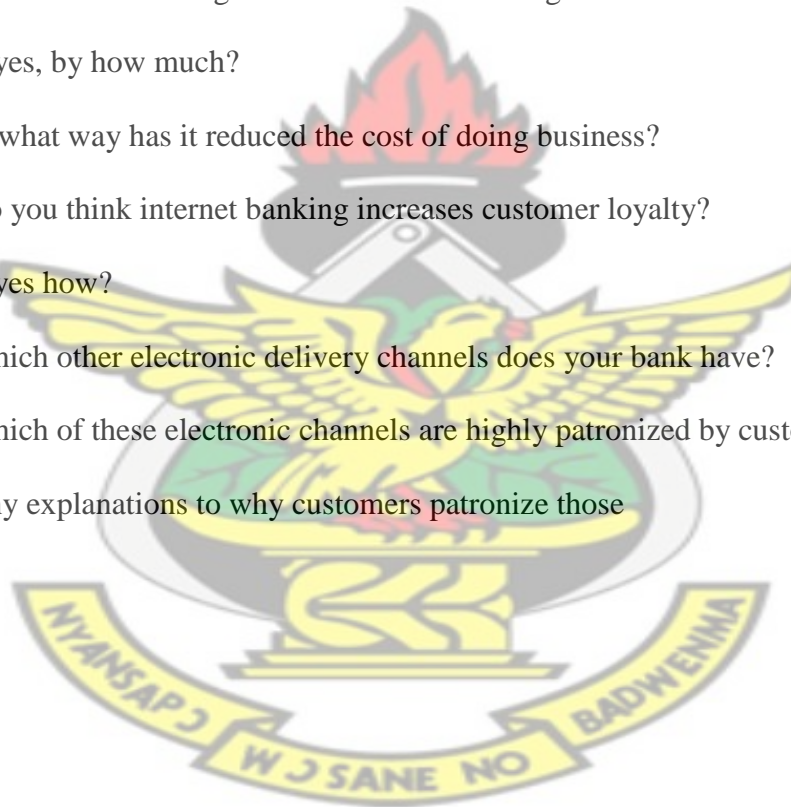 yes, by how much?
what way has it reduced the cost of doing business?
you think internet banking increases customer loyalty?
yes how?
hich other electronic delivery channels does your bank have?
hich of these electronic channels are highly patronized by custo
y explanations to why customers patronize those
NYANSAPƆ WƆSANE NO BADWENMA